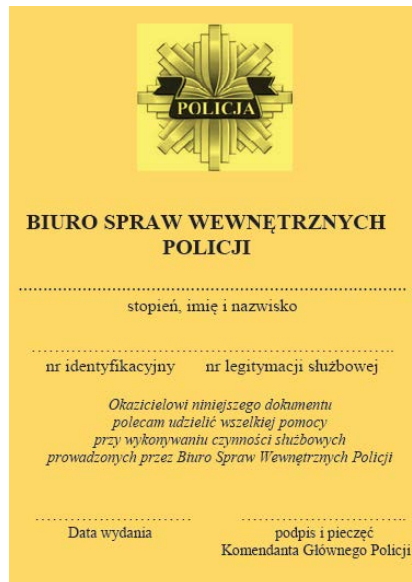 POLICJA
BIURO SPRAW WEWNĘTRZNYCH
POLICJI
................................................................
stopień, imię i nazwisko
................................................................
nr identyfikacyjny nr legitymacji służbowej
Okazicielowi niniejszego dokumentu
polecam udzielić wszelkiej pomocy
przy wykonywaniu czynności służbowych
prowadzonych przez Biuro Spraw Wewnętrznych Policji
............................ ............................
Data wydania podpis i pieczęć
Komendanta Głównego Policji